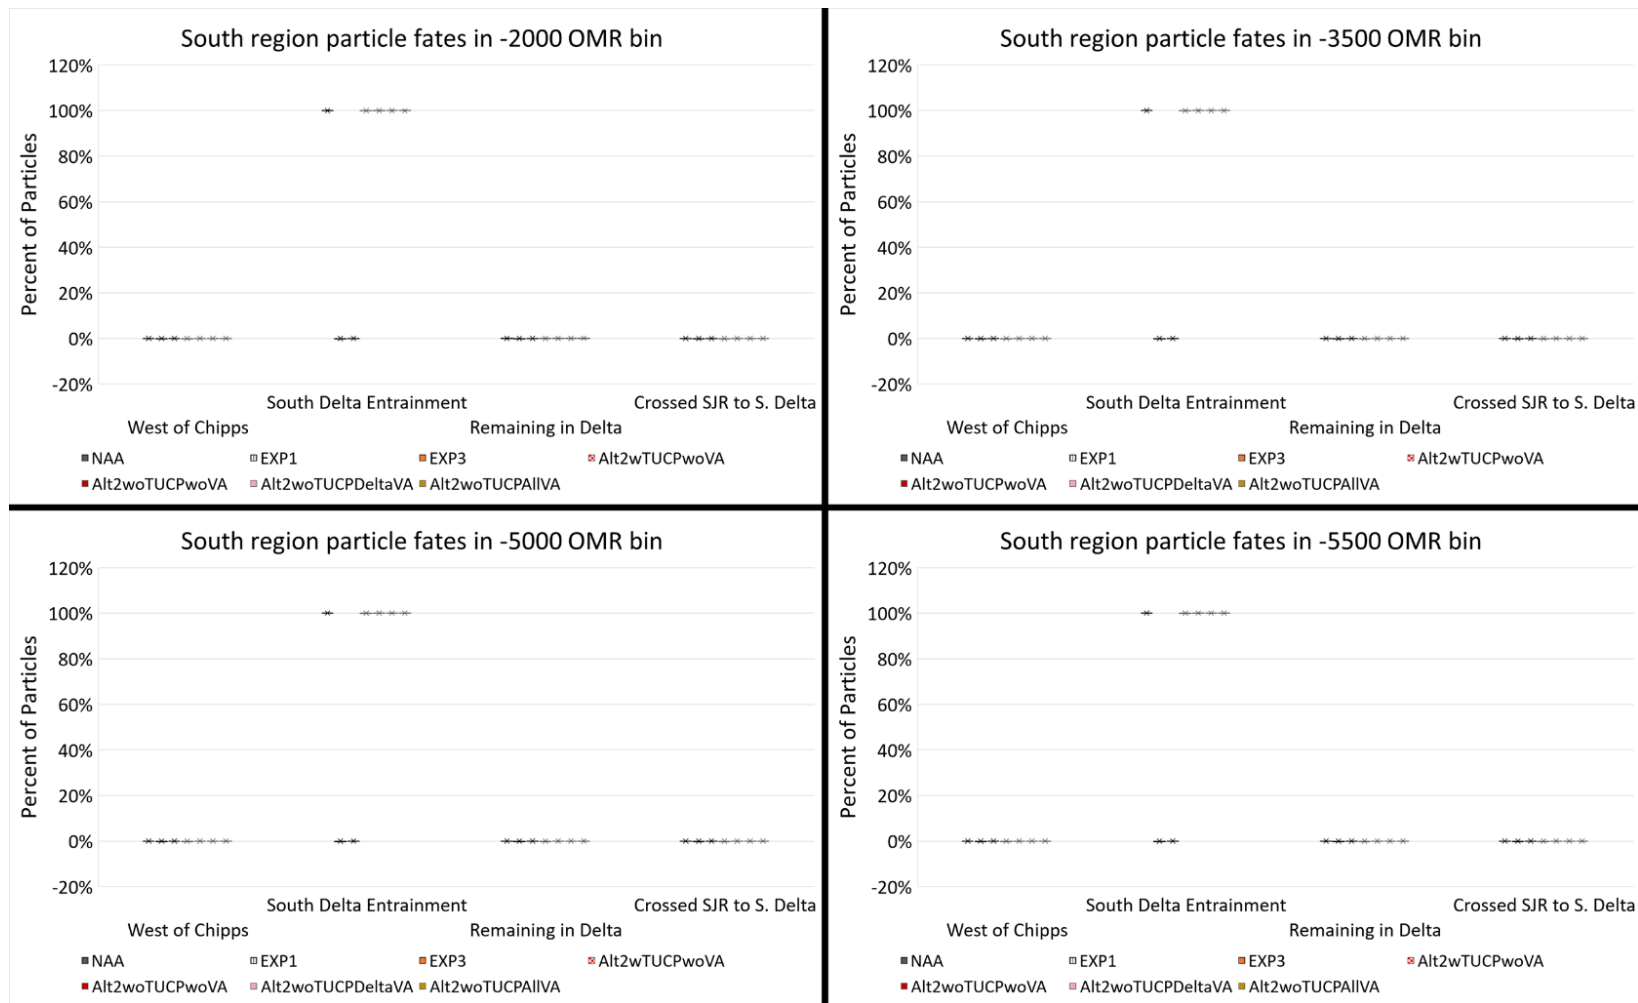 South region particle fates in -2000 OMR bin
120%
100%
80%
60%
40%
20%
0%
-20%
Percent of Particles
South Delta Entrainment Crossed SJR to S. Delta
West of Chipps Remaining in Delta
NAA EXP1 EXP3 Alt2wTUCPwoVA
Alt2woTUCPwoVA Alt2woTUCPDeltaVA Alt2woTUCPAllVA
South region particle fates in -3500 OMR bin
120%
100%
80%
60%
40%
20%
0%
-20%
Percent of Particles
South Delta Entrainment Crossed SJR to S. Delta
West of Chipps Remaining in Delta
NAA EXP1 EXP3 Alt2wTUCPwoVA
Alt2woTUCPwoVA Alt2woTUCPDeltaVA Alt2woTUCPAllVA
South region particle fates in -5000 OMR bin
120%
100%
80%
60%
40%
20%
0%
-20%
Percent of Particles
South Delta Entrainment Crossed SJR to S. Delta
West of Chipps Remaining in Delta
NAA EXP1 EXP3 Alt2wTUCPwoVA
Alt2woTUCPwoVA Alt2woTUCPDeltaVA Alt2woTUCPAllVA
South region particle fates in -5500 OMR bin
120%
100%
80%
60%
40%
20%
0%
-20%
Percent of Particles
South Delta Entrainment Crossed SJR to S. Delta
West of Chipps Remaining in Delta
NAA EXP1 EXP3 Alt2wTUCPwoVA
Alt2woTUCPwoVA Alt2woTUCPDeltaVA Alt2woTUCPAllVA